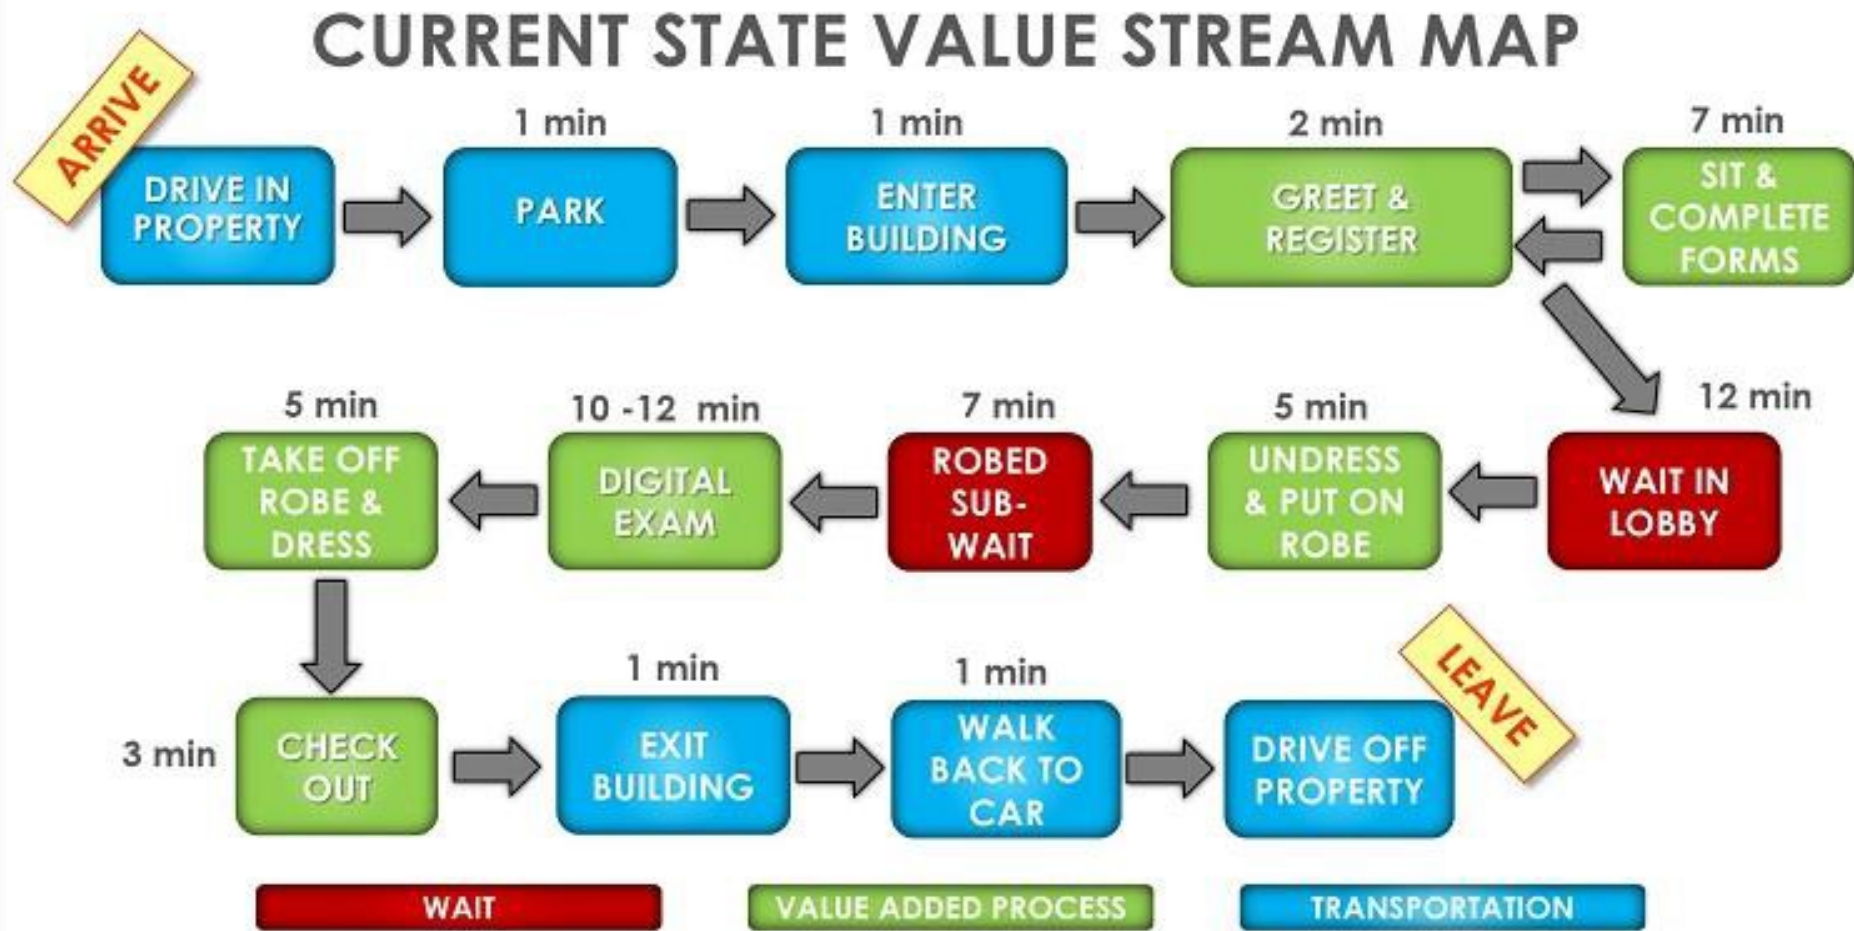 CURRENT STATE VALUE STREAM MAP
ARRIVE
DRIVE IN
PROPERTY
1 min
PARK
1 min
ENTER
BUILDING
2 min
GREET &
REGISTER
7 min
SIT &
COMPLETE
FORMS
12 min
WAIT IN
LOBBY
5 min
UNDRESS
& PUT ON
ROBE
7 min
ROBED
SUB-
WAIT
10 -12 min
DIGITAL
EXAM
5 min
TAKE OFF
ROBE &
DRESS
3 min
CHECK
OUT
1 min
EXIT
BUILDING
1 min
WALK
BACK TO
CAR
DRIVE OFF
PROPERTY
LEAVE
WAIT
VALUE ADDED PROCESS
TRANSPORTATION